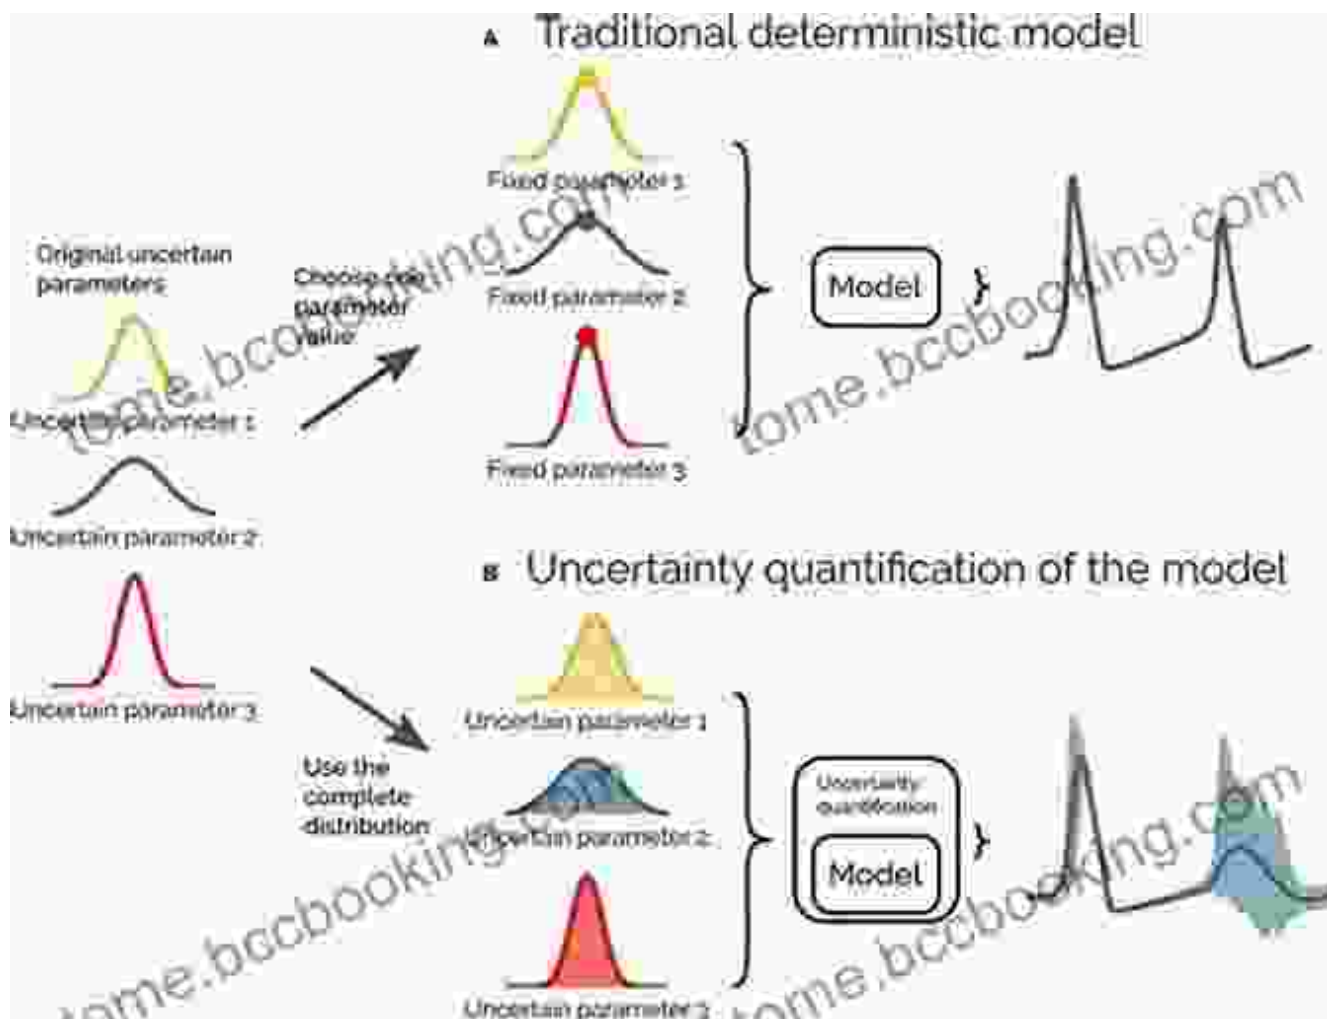 A Traditional deterministic model
Fixed parameter 1
Fixed parameter 2
Fixed parameter 3
Model
Original uncertain
parameters
Uncertain parameter 1
Uncertain parameter 2
Uncertain parameter 3
Choose one
parameter
value
Use the
complete
distribution
B Uncertainty quantification of the model
Uncertain parameter 1
Uncertain parameter 2
Uncertain parameter 3
Uncertainty
quantification
Model
tome.bccbooking.com
tome.bccbooking.com
tome.bccbooking.com
tome.bccbooking.com